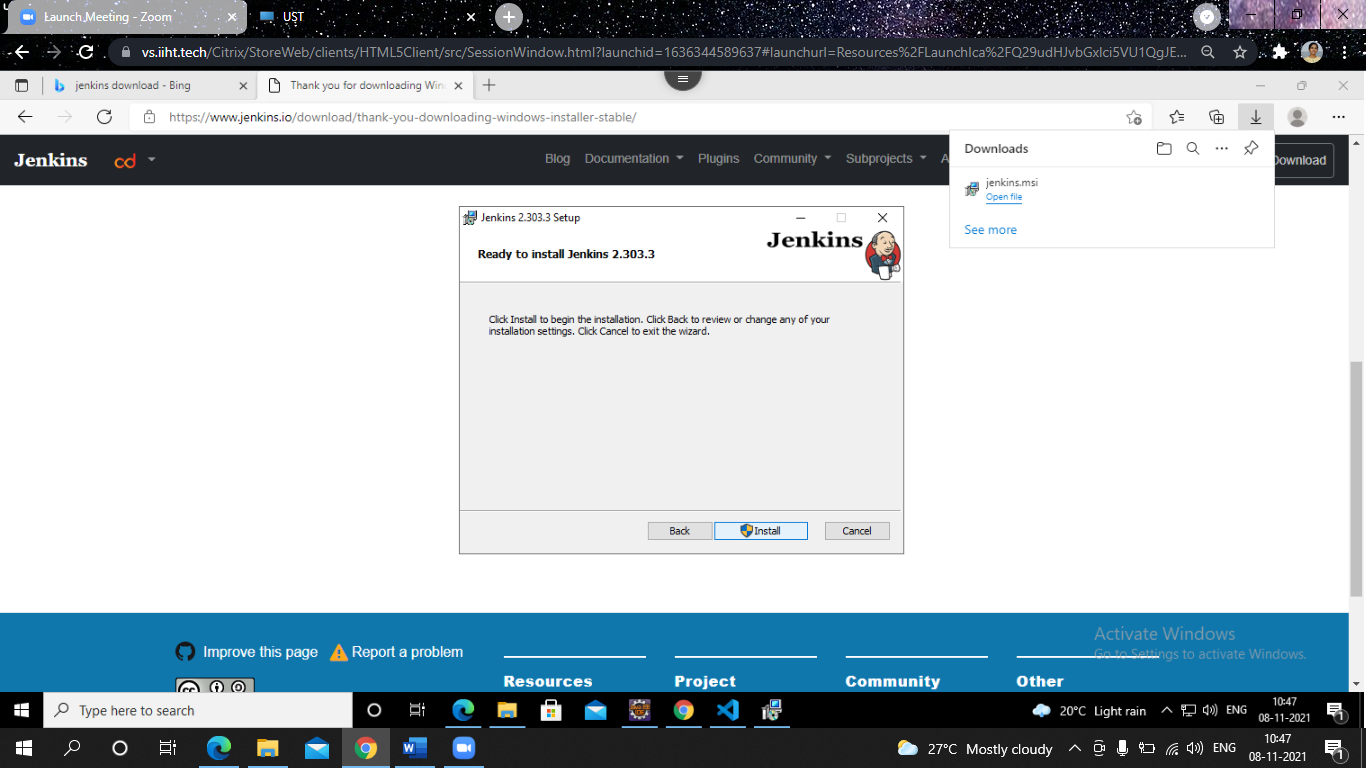 Launch Meeting - Zoom
UST
vs.iiht.tech/Citrix/StoreWeb/clients/HTML5Client/src/SessionWindow.html?launchid=1636344589637#launchurl=Resources%2FLaunchIca%2FQ29udHJvbGxlci5VU1QgJE...
jenkins download - Bing
Thank you for downloading Win
https://www.jenkins.io/download/thank-you-downloading-windows-installer-stable/
Jenkins
cd
Blog
Documentation
Plugins
Community
Subprojects
A
Download
Downloads
jenkins.msi
Open file
See more
Jenkins 2.303.3 Setup
Jenkins
Ready to install Jenkins 2.303.3
Click Install to begin the installation. Click Back to review or change any of your
installation settings. Click Cancel to exit the wizard.
Back
Install
Cancel
Activate Windows
Go to Settings to activate Windows.
Improve this page
Report a problem
Resources
Project
Community
Other
Type here to search
20°C Light rain
ENG
10:47
08-11-2021
1
27°C Mostly cloudy
ENG
10:47
08-11-2021
1